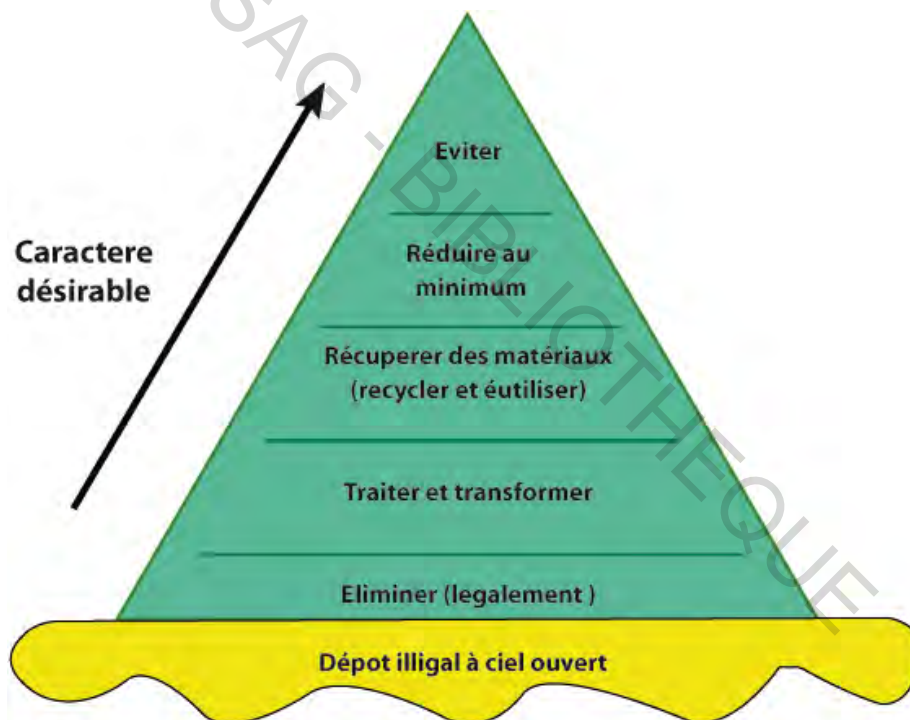 SAG - BIBLIOTHEQUE
Eviter
Caractere
désirable
Réduire au
minimum
Récuperer des matériaux
(recycler et éutiliser)
Traiter et transformer
Eliminer (legalement )
Dépot illigal à ciel ouvert